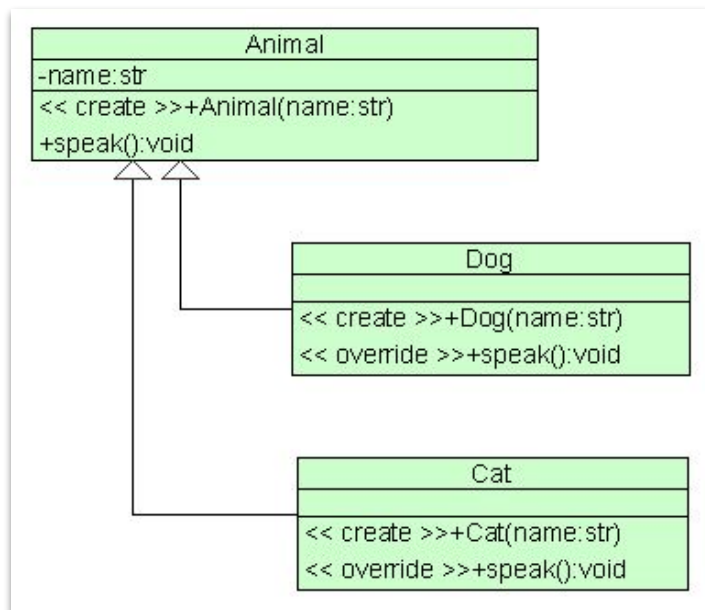 Animal
-name:str
<< create >>+Animal(name:str)
+speak():void
Dog
<< create >>+Dog(name:str)
<< override >>+speak():void
Cat
<< create >>+Cat(name:str)
<< override >>+speak():void